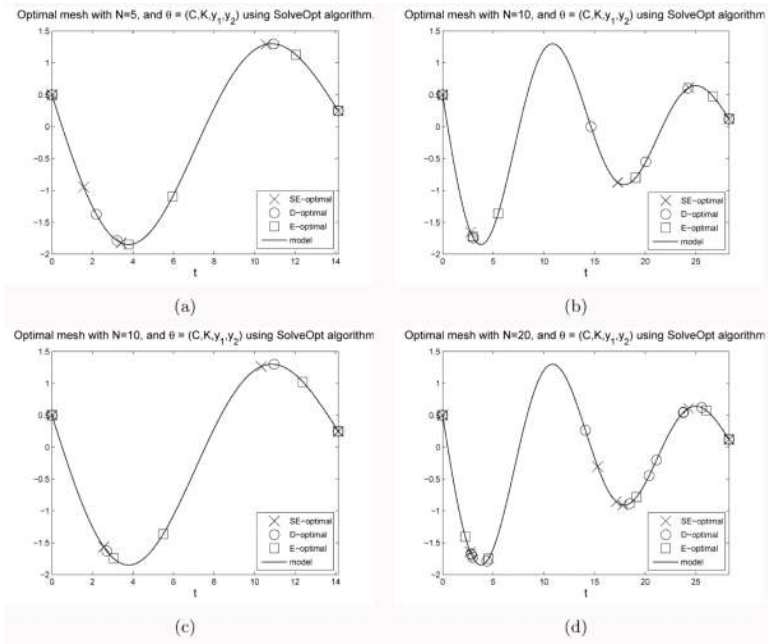 Optimal mesh with N=5, and θ = (C,K,y1,y2) using SolveOpt algorithm.
1.5
1
0.5
0
−0.5
−1
−1.5
−2
0 2 4 6 8 10 12 14
t
SE−optimal
D−optimal
E−optimal
model
(a)
Optimal mesh with N=10, and θ = (C,K,y1,y2) using SolveOpt algorithm.
1.5
1
0.5
0
−0.5
−1
−1.5
−2
0 5 10 15 20 25
t
SE−optimal
D−optimal
E−optimal
model
(b)
Optimal mesh with N=10, and θ = (C,K,y1,y2) using SolveOpt algorithm
1.5
1
0.5
0
−0.5
−1
−1.5
−2
0 2 4 6 8 10 12 14
t
SE−optimal
D−optimal
E−optimal
model
(c)
Optimal mesh with N=20, and θ = (C,K,y1,y2) using SolveOpt algorithm
1.5
1
0.5
0
−0.5
−1
−1.5
−2
0 5 10 15 20 25
t
SE−optimal
D−optimal
E−optimal
model
(d)